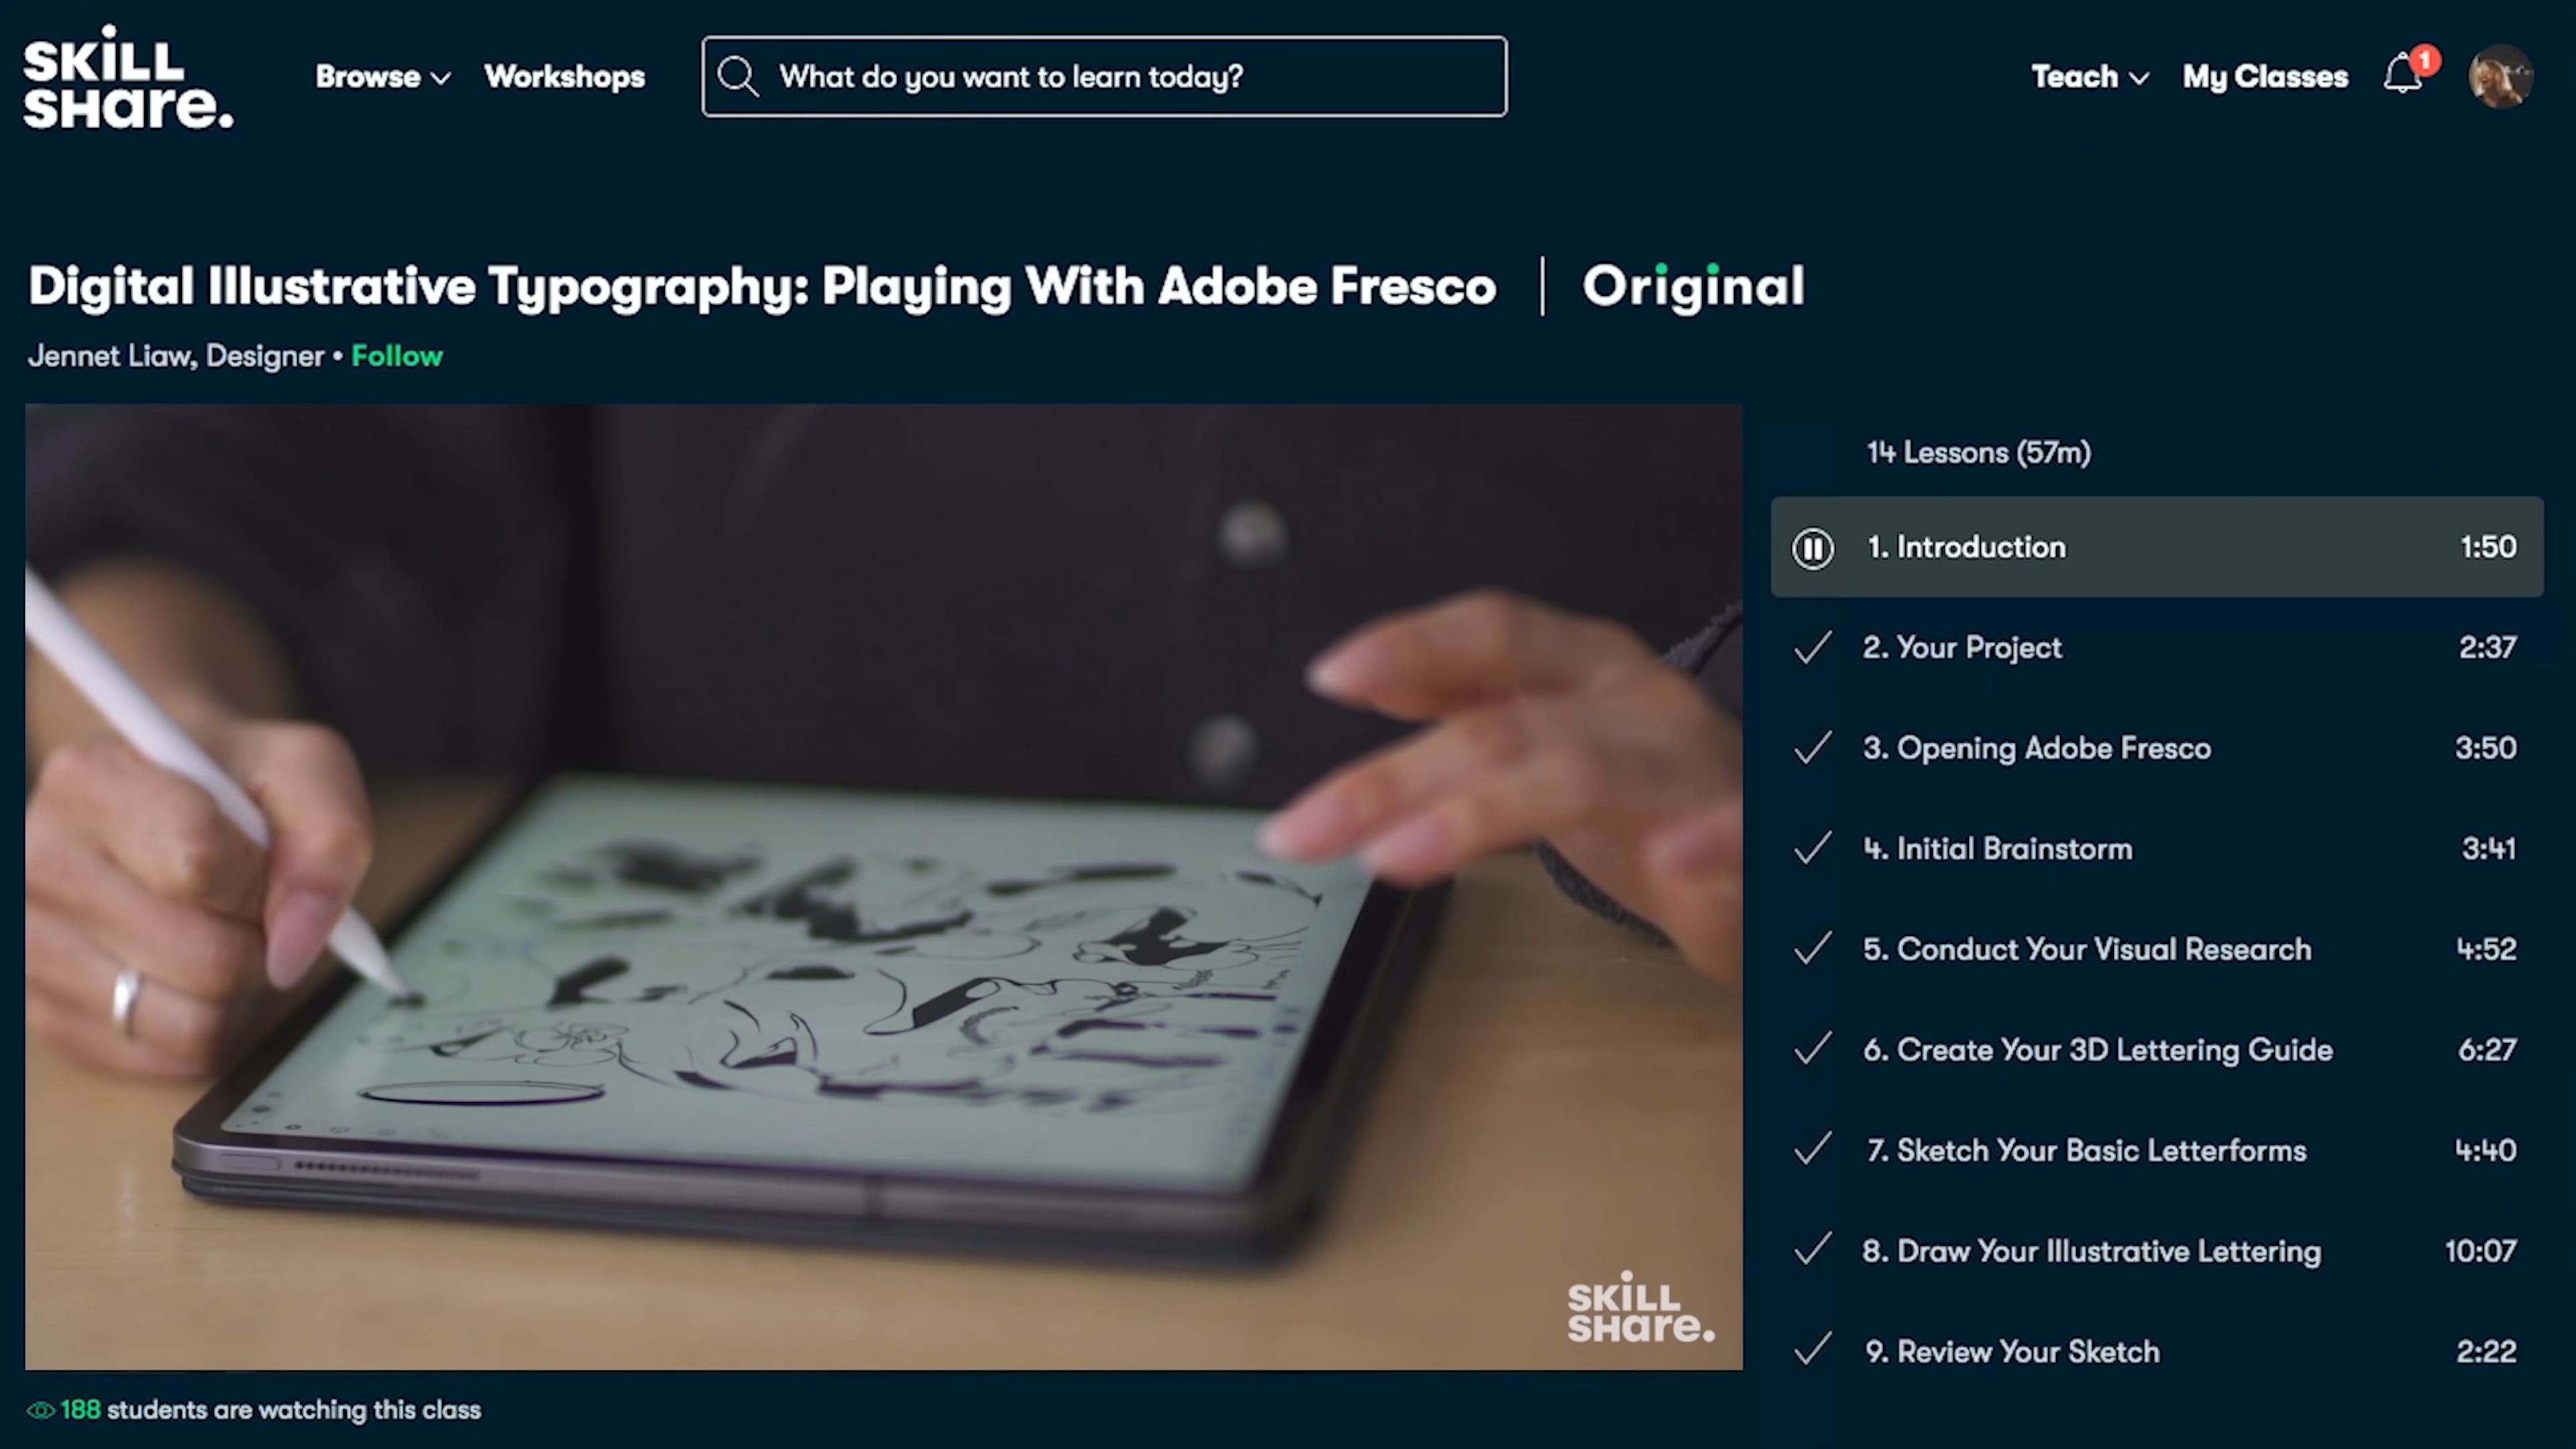 SKiLL
SHare.
Browse
Workshops
What do you want to learn today?
Teach
My Classes
1
Digital Illustrative Typography: Playing With Adobe Fresco | Original
Jennet Liaw, Designer • Follow
14 Lessons (57m)
1. Introduction 1:50
2. Your Project 2:37
3. Opening Adobe Fresco 3:50
4. Initial Brainstorm 3:41
5. Conduct Your Visual Research 4:52
6. Create Your 3D Lettering Guide 6:27
7. Sketch Your Basic Letterforms 4:40
8. Draw Your Illustrative Lettering 10:07
9. Review Your Sketch 2:22
SKiLL
SHare.
188 students are watching this class